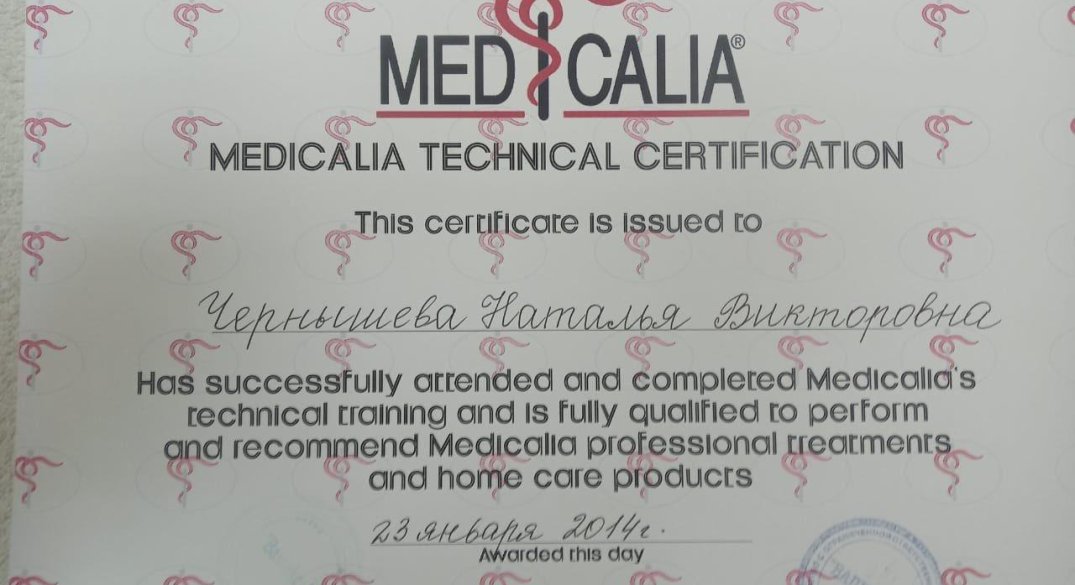 MEDICALIA®
MEDICALIA TECHNICAL CERTIFICATION
This certificate is issued to
Чернышева Наталья Викторовна
Has successfully attended and completed Medicalia's
technical training and is fully qualified to perform
and recommend Medicalia professional treatments
and home care products
23 января 2014г.
Awarded this day